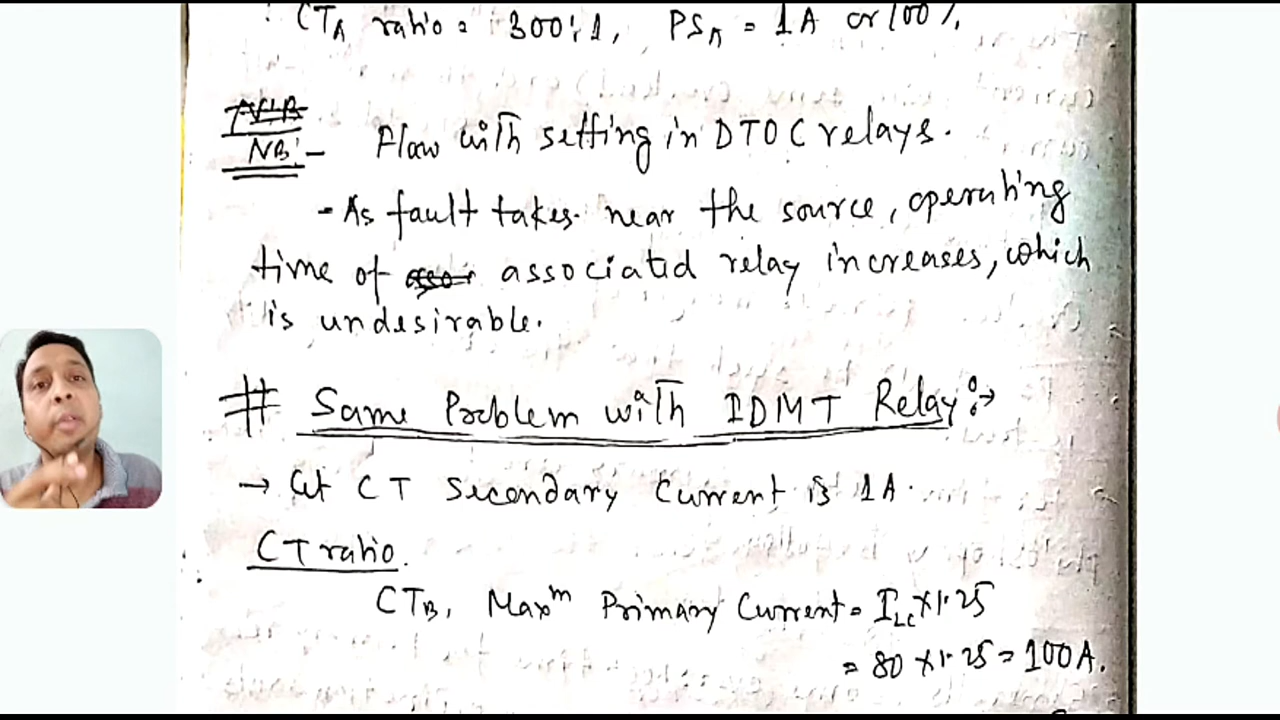 CTA ratio = 300:1, PSA = 1A or 100%.
NB:- Flaw with setting in DTOC relays.
- As fault takes near the source, operating
time of associated relay increases, which
is undesirable.
# Same Problem with IDMT Relay:→
→ Let CT Secondary Current is 1A.
CT ratio.
CTB, Maxm Primary Current = ILC×1.25
= 80×1.25 = 100A.